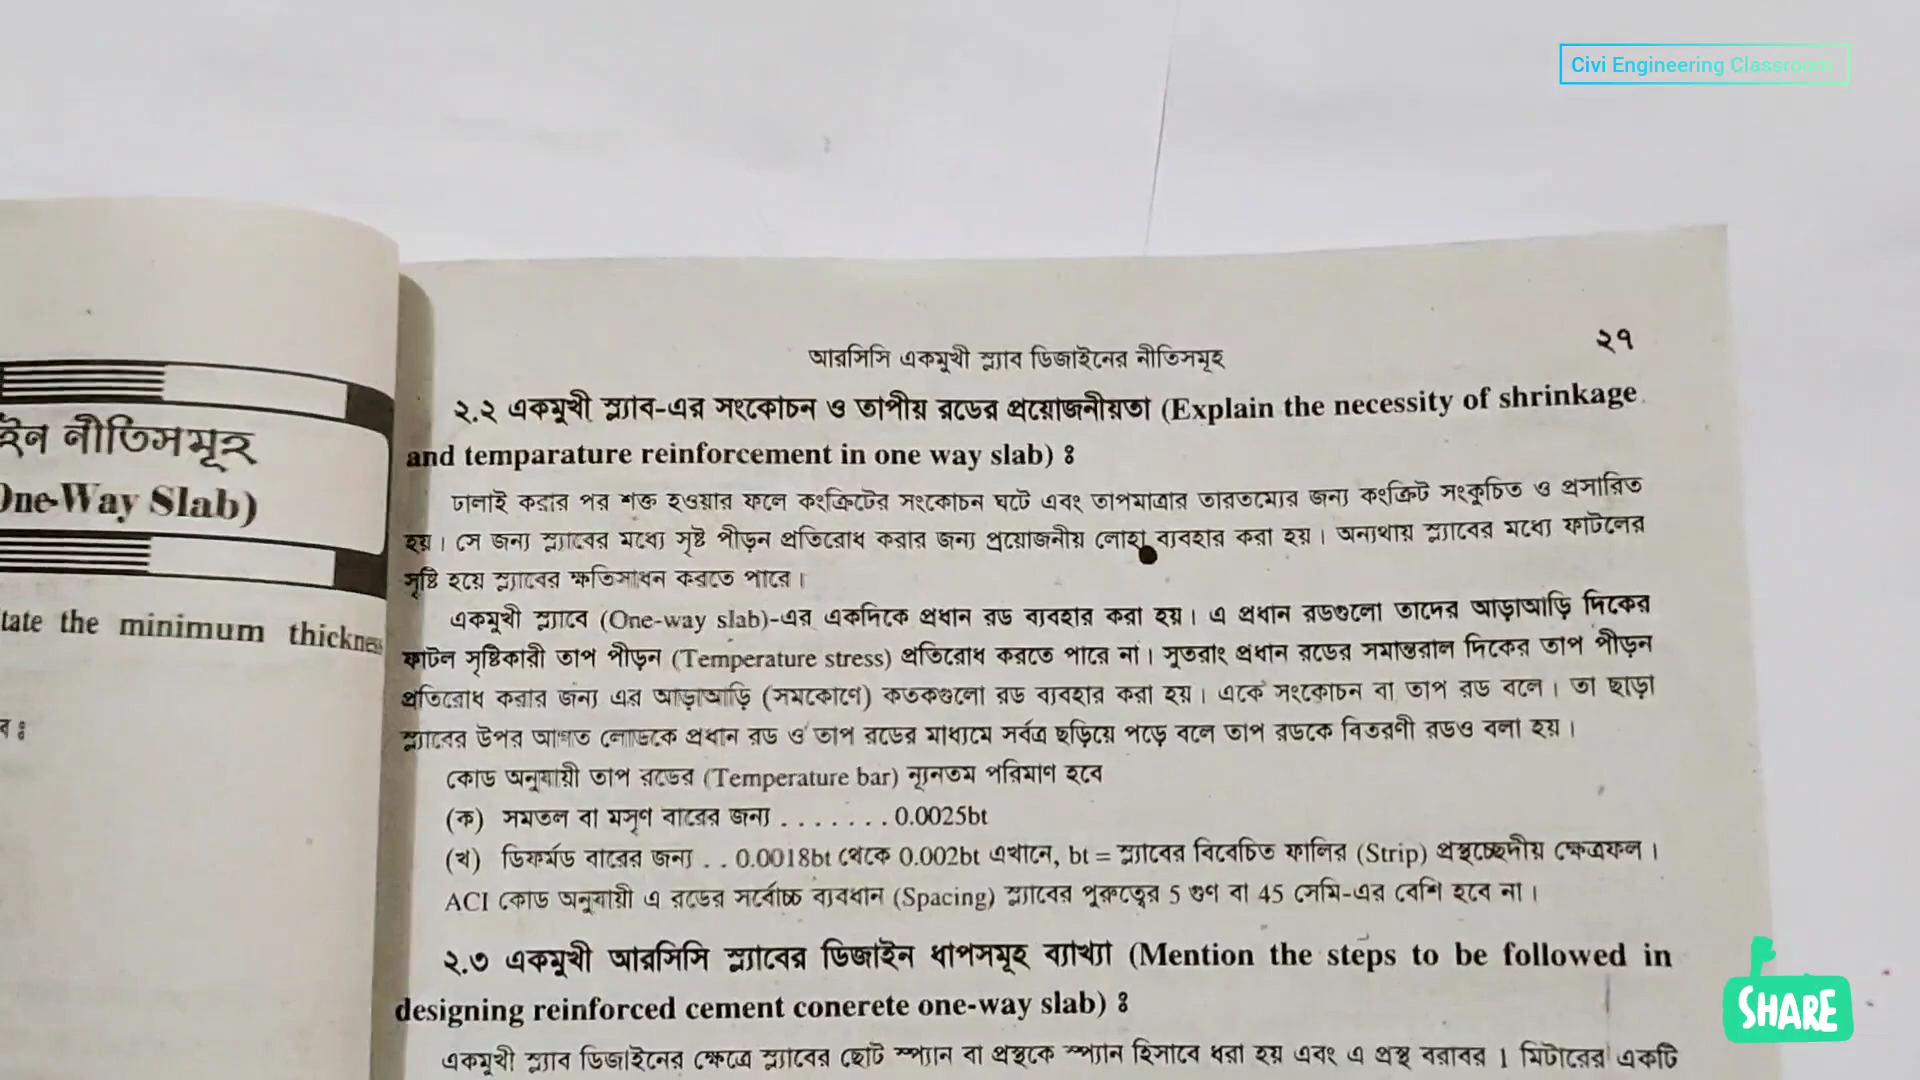 Civi Engineering Classroom
ইন নীতিসমূহ
One-Way Slab)
tate the minimum thickness
২৭
আরসিসি একমুখী স্ল্যাব ডিজাইনের নীতিসমূহ
২.২ একমুখী স্ল্যাব-এর সংকোচন ও তাপীয় রডের প্রয়োজনীয়তা (Explain the necessity of shrinkage
and temparature reinforcement in one way slab) ঃ
ঢালাই করার পর শক্ত হওয়ার ফলে কংক্রিটের সংকোচন ঘটে এবং তাপমাত্রার তারতম্যের জন্য কংক্রিট সংকুচিত ও প্রসারিত
হয়। সে জন্য স্ল্যাবের মধ্যে সৃষ্ট পীড়ন প্রতিরোধ করার জন্য প্রয়োজনীয় লোহা ব্যবহার করা হয়। অন্যথায় স্ল্যাবের মধ্যে ফাটলের
সৃষ্টি হয়ে স্ল্যাবের ক্ষতিসাধন করতে পারে।
একমুখী স্ল্যাবে (One-way slab)-এর একদিকে প্রধান রড ব্যবহার করা হয়। এ প্রধান রডগুলো তাদের আড়াআড়ি দিকের
ফাটল সৃষ্টিকারী তাপ পীড়ন (Temperature stress) প্রতিরোধ করতে পারে না। সুতরাং প্রধান রডের সমান্তরাল দিকের তাপ পীড়ন
প্রতিরোধ করার জন্য এর আড়াআড়ি (সমকোণে) কতকগুলো রড ব্যবহার করা হয়। একে সংকোচন বা তাপ রড বলে। তা ছাড়া
স্ল্যাবের উপর আগত লোডকে প্রধান রড ও তাপ রডের মাধ্যমে সর্বত্র ছড়িয়ে পড়ে বলে তাপ রডকে বিতরণী রডও বলা হয়।
কোড অনুযায়ী তাপ রডের (Temperature bar) ন্যূনতম পরিমাণ হবে
(ক) সমতল বা মসৃণ বারের জন্য . . . . . . . 0.0025bt
(খ) ডিফর্মড বারের জন্য . . 0.0018bt থেকে 0.002bt এখানে, bt = স্ল্যাবের বিবেচিত ফালির (Strip) প্রস্থচ্ছেদীয় ক্ষেত্রফল।
ACI কোড অনুযায়ী এ রডের সর্বোচ্চ ব্যবধান (Spacing) স্ল্যাবের পুরুত্বের 5 গুণ বা 45 সেমি-এর বেশি হবে না।
২.৩ একমুখী আরসিসি স্ল্যাবের ডিজাইন ধাপসমূহ ব্যাখ্যা (Mention the steps to be followed in
designing reinforced cement conerete one-way slab) ঃ
একমুখী স্ল্যাব ডিজাইনের ক্ষেত্রে স্ল্যাবের ছোট স্প্যান বা প্রস্থকে স্প্যান হিসাবে ধরা হয় এবং এ প্রস্থ বরাবর 1 মিটারের একটি
SHARE